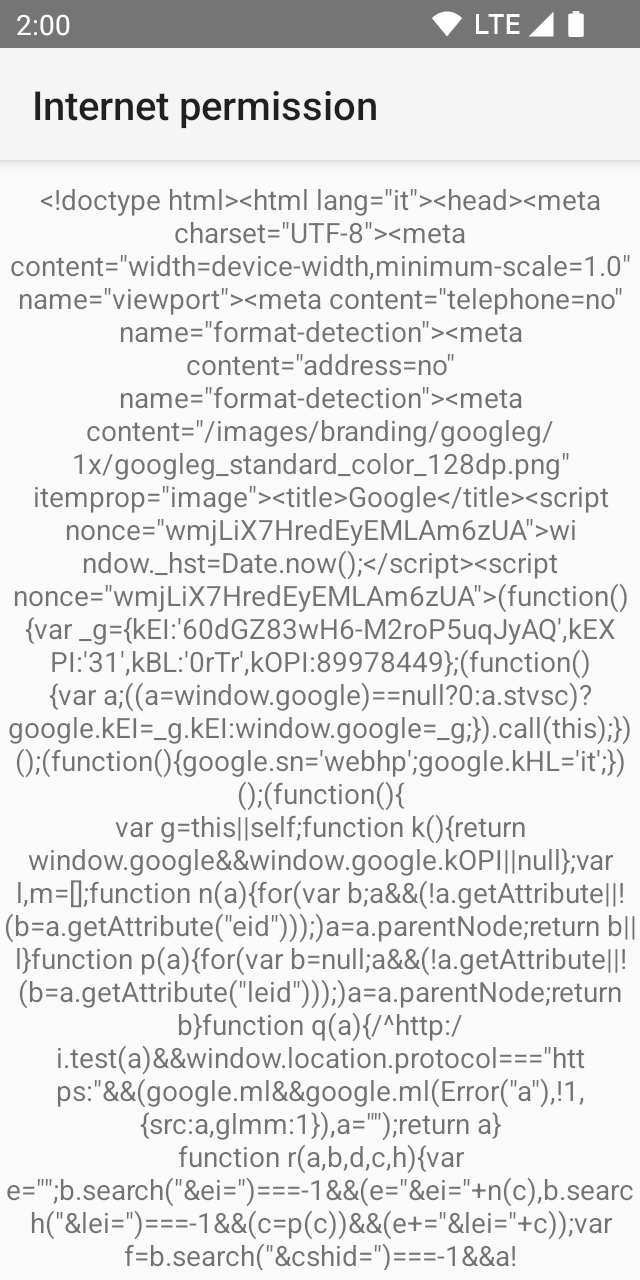 2:00
LTE
Internet permission
<!doctype html><html lang="it"><head><meta
charset="UTF-8"><meta
content="width=device-width,minimum-scale=1.0"
name="viewport"><meta content="telephone=no"
name="format-detection"><meta
content="address=no"
name="format-detection"><meta
content="/images/branding/googleg/
1x/googleg_standard_color_128dp.png"
itemprop="image"><title>Google</title><script
nonce="wmjLiX7HredEyEMLAm6zUA">wi
ndow._hst=Date.now();</script><script
nonce="wmjLiX7HredEyEMLAm6zUA">(function()
{var _g={kEI:'60dGZ83wH6-M2roP5uqJyAQ',kEX
PI:'31',kBL:'0rTr',kOPI:89978449};(function()
{var a;((a=window.google)==null?0:a.stvsc)?
google.kEI=_g.kEI:window.google=_g;}).call(this);})
();(function(){google.sn='webhp';google.kHL='it';})
();(function(){
var g=this||self;function k(){return
window.google&&window.google.kOPI||null};var
l,m=[];function n(a){for(var b;a&&(!a.getAttribute||!
(b=a.getAttribute("eid")));)a=a.parentNode;return b||
l}function p(a){for(var b=null;a&&(!a.getAttribute||!
(b=a.getAttribute("leid")));)a=a.parentNode;return
b}function q(a){/^http:/
i.test(a)&&window.location.protocol==="htt
ps:"&&(google.ml&&google.ml(Error("a"),!1,
{src:a,glmm:1}),a="");return a}
function r(a,b,d,c,h){var
e="";b.search("&ei=")===-1&&(e="&ei="+n(c),b.searc
h("&lei=")===-1&&(c=p(c))&&(e+="&lei="+c));var
f=b.search("&cshid=")===-1&&a!